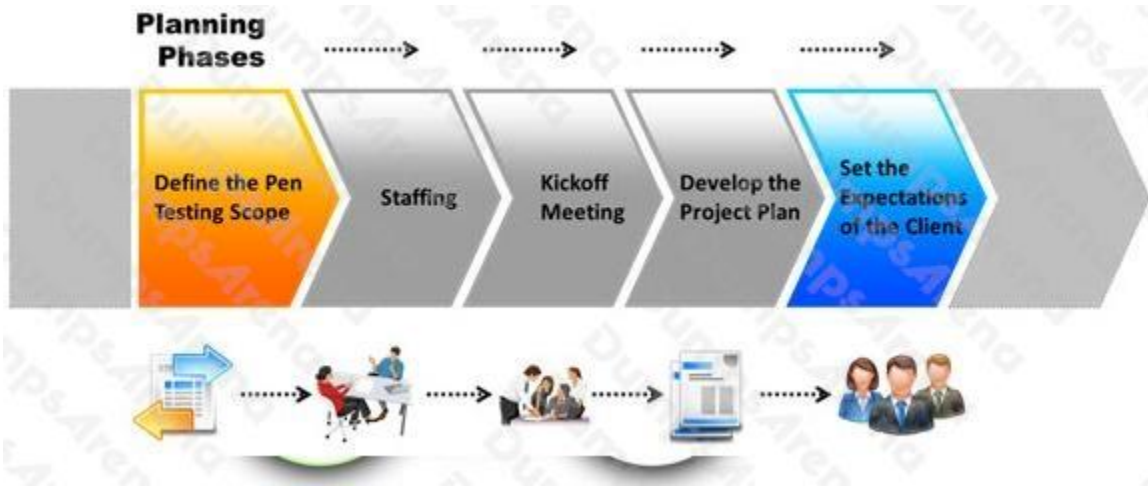 Planning
Phases
Define the Pen
Testing Scope
Staffing
Kickoff
Meeting
Develop the
Project Plan
Set the
Expectations
of the Client
DumpsArena